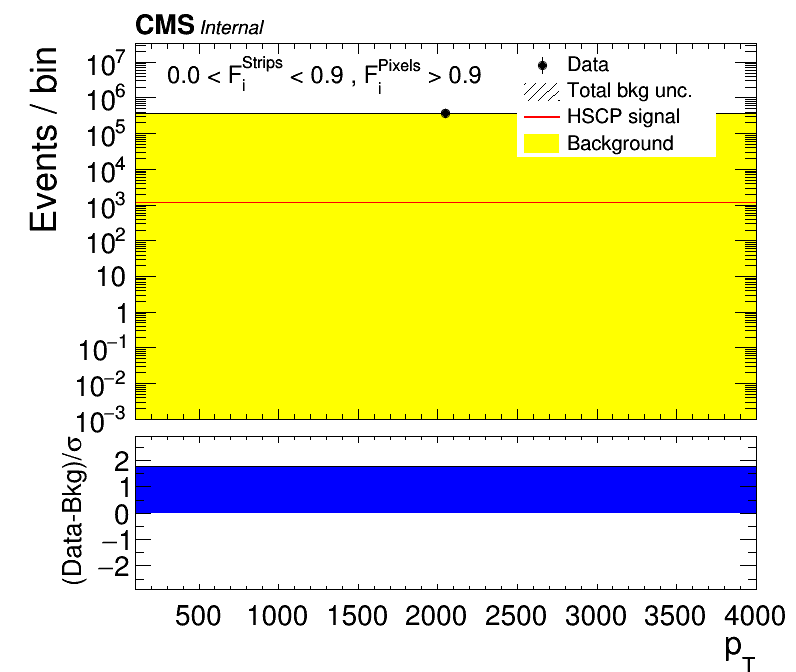 CMS Internal
Events / bin
10^7
10^6
10^5
10^4
10^3
10^2
10
1
10^−1
10^−2
10^−3
0.0 < F_i^Strips < 0.9 , F_i^Pixels > 0.9
Data
Total bkg unc.
HSCP signal
Background
(Data-Bkg)/σ
2
1
0
−1
−2
500 1000 1500 2000 2500 3000 3500 4000
p_T